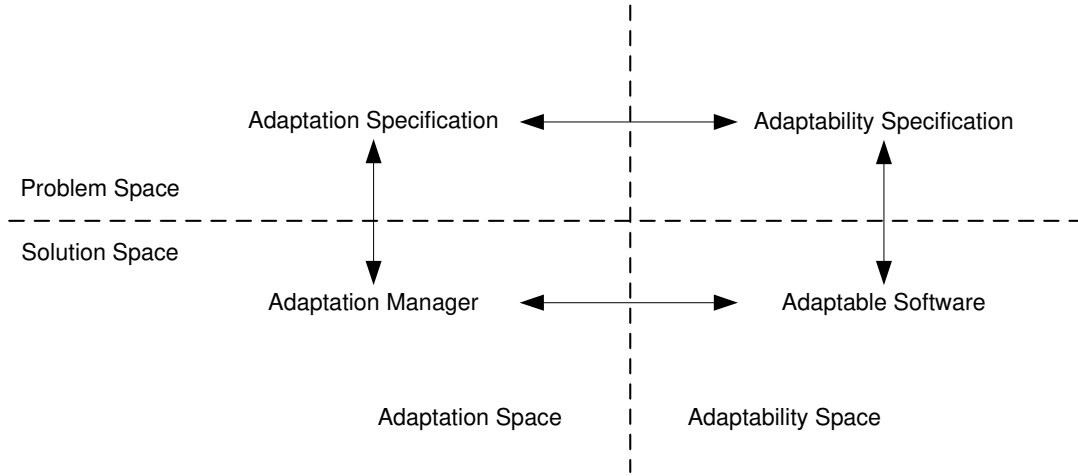 Adaptation Specification
Adaptability Specification
Problem Space
Solution Space
Adaptation Manager
Adaptable Software
Adaptation Space
Adaptability Space